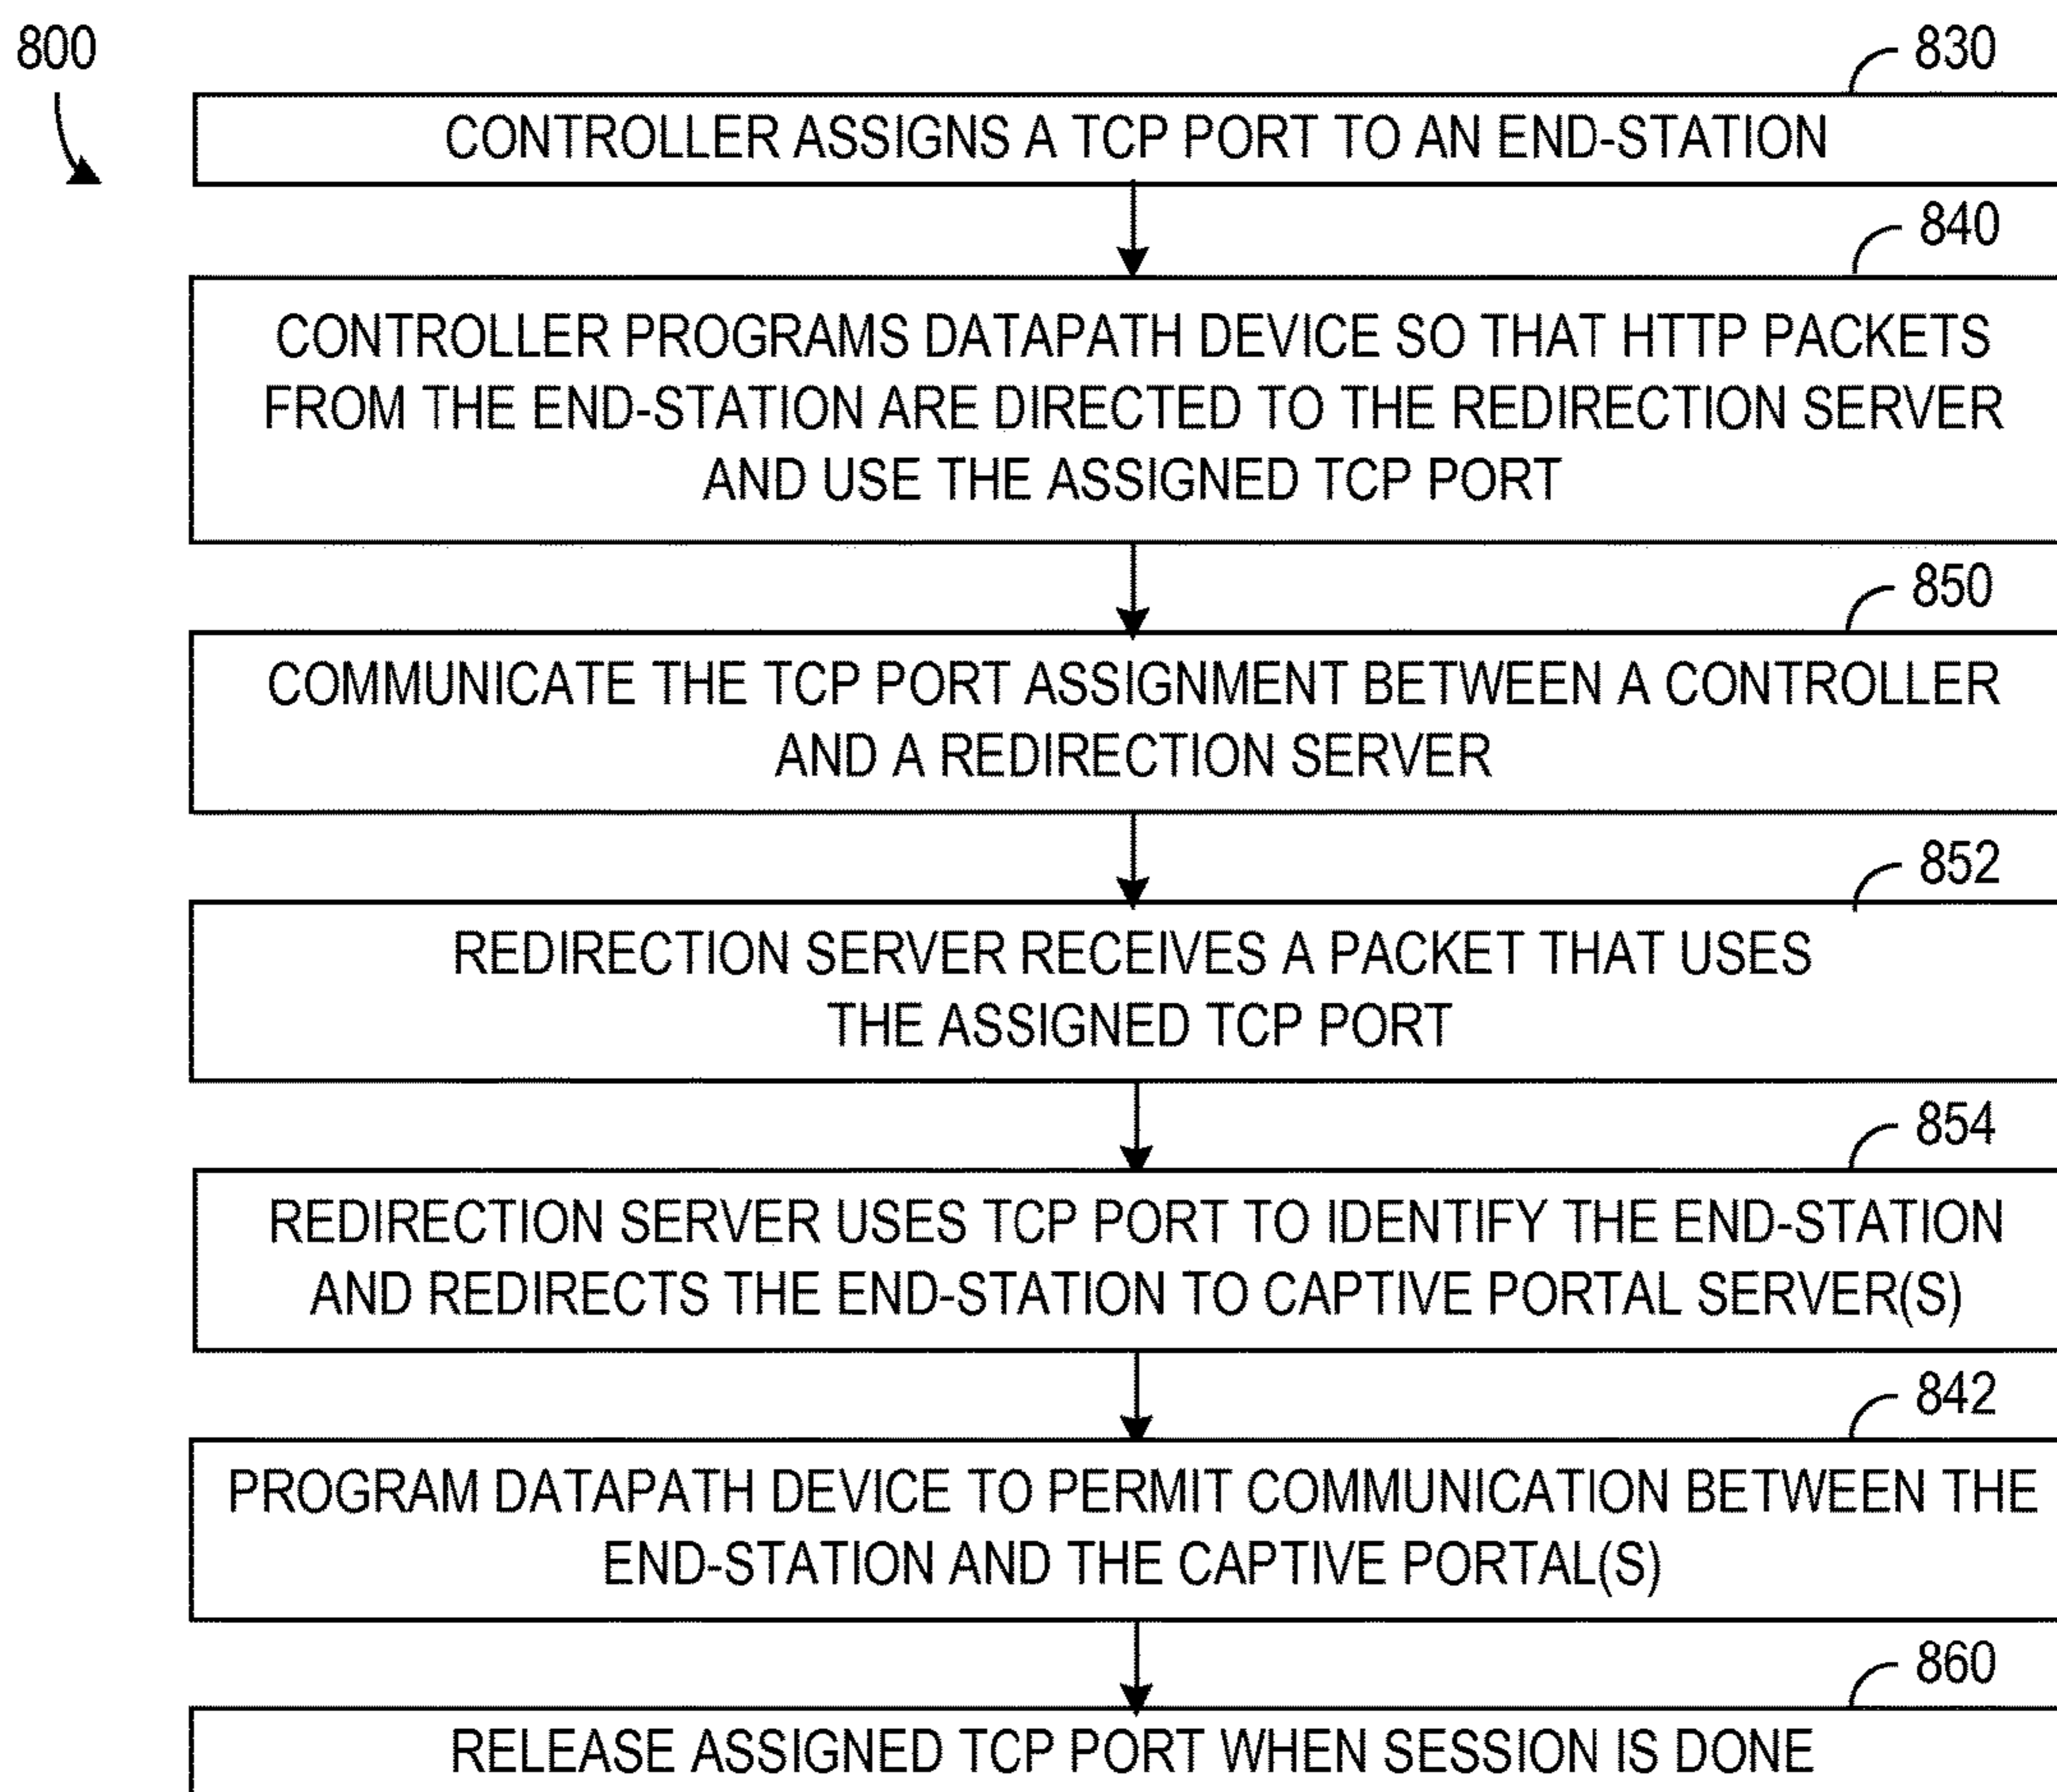 800
830
CONTROLLER ASSIGNS A TCP PORT TO AN END-STATION
840
CONTROLLER PROGRAMS DATAPATH DEVICE SO THAT HTTP PACKETS
FROM THE END-STATION ARE DIRECTED TO THE REDIRECTION SERVER
AND USE THE ASSIGNED TCP PORT
850
COMMUNICATE THE TCP PORT ASSIGNMENT BETWEEN A CONTROLLER
AND A REDIRECTION SERVER
852
REDIRECTION SERVER RECEIVES A PACKET THAT USES
THE ASSIGNED TCP PORT
854
REDIRECTION SERVER USES TCP PORT TO IDENTIFY THE END-STATION
AND REDIRECTS THE END-STATION TO CAPTIVE PORTAL SERVER(S)
842
PROGRAM DATAPATH DEVICE TO PERMIT COMMUNICATION BETWEEN THE
END-STATION AND THE CAPTIVE PORTAL(S)
860
RELEASE ASSIGNED TCP PORT WHEN SESSION IS DONE